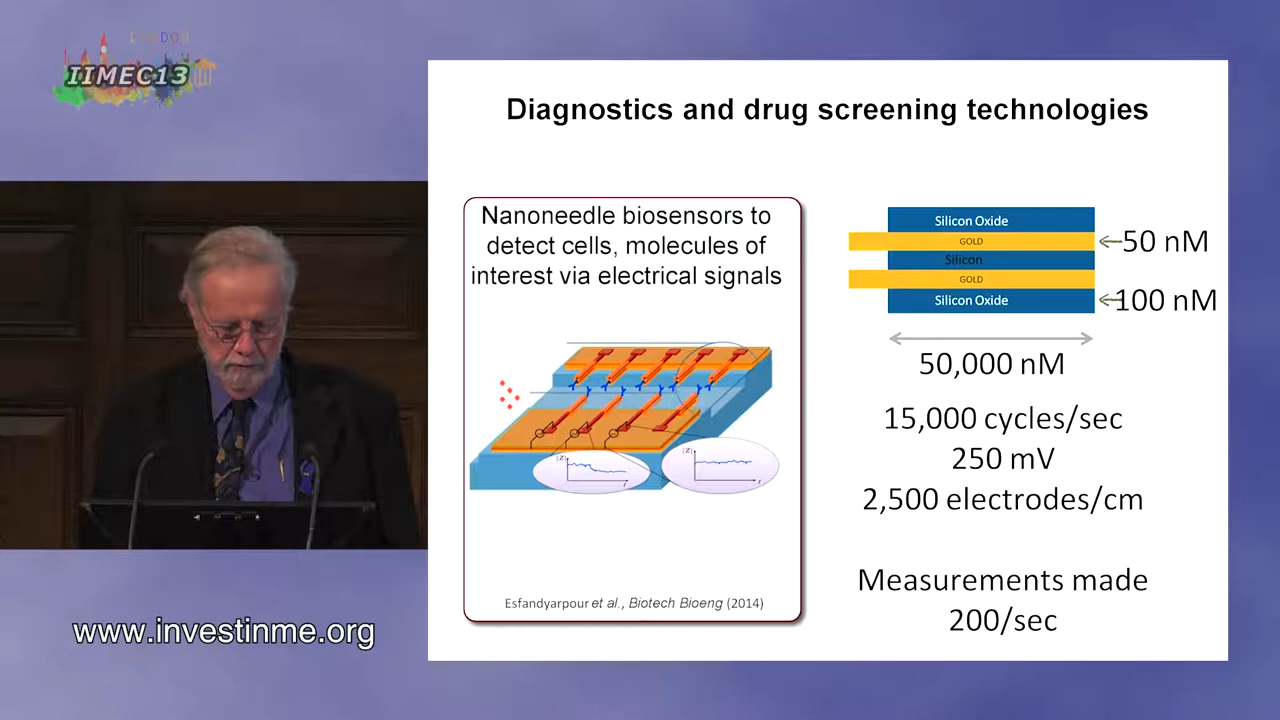 LONDON
IIMEC13
Diagnostics and drug screening technologies
Nanoneedle biosensors to
detect cells, molecules of
interest via electrical signals
|Z|
t
|Z|
t
Esfandyarpour et al., Biotech Bioeng (2014)
Silicon Oxide
GOLD
Silicon
GOLD
Silicon Oxide
50 nM
100 nM
50,000 nM
15,000 cycles/sec
250 mV
2,500 electrodes/cm
Measurements made
200/sec
www.investinme.org